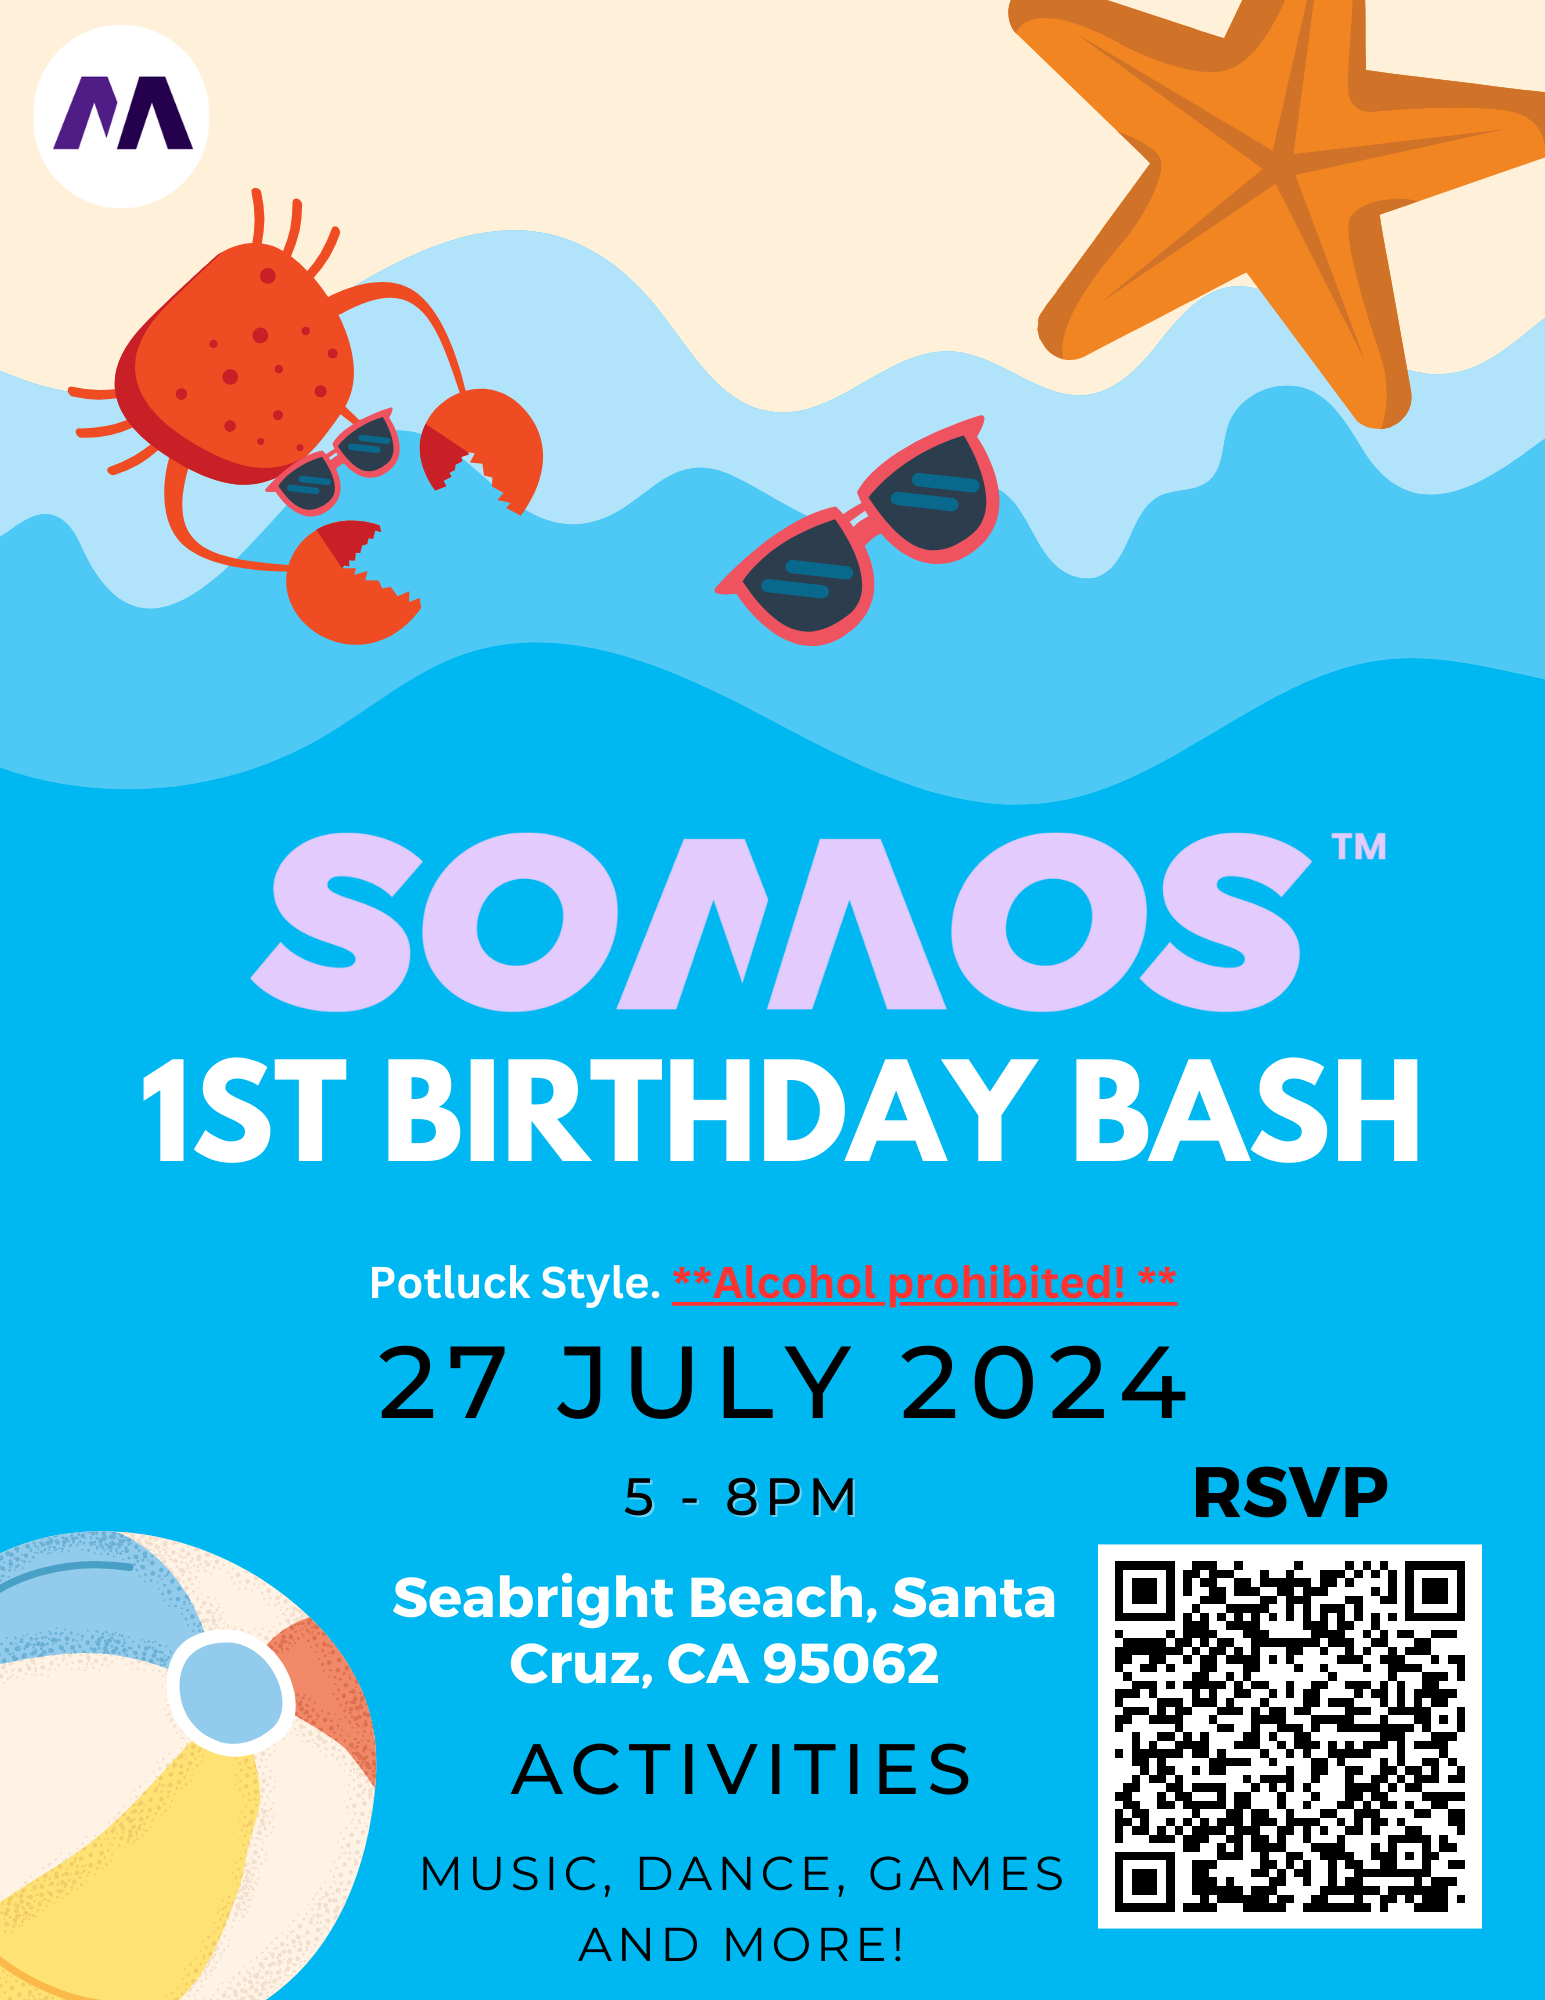 SOMOS™
1ST BIRTHDAY BASH
Potluck Style. **Alcohol prohibited! **
27 JULY 2024
5 - 8PM
RSVP
Seabright Beach, Santa
Cruz, CA 95062
ACTIVITIES
MUSIC, DANCE, GAMES
AND MORE!